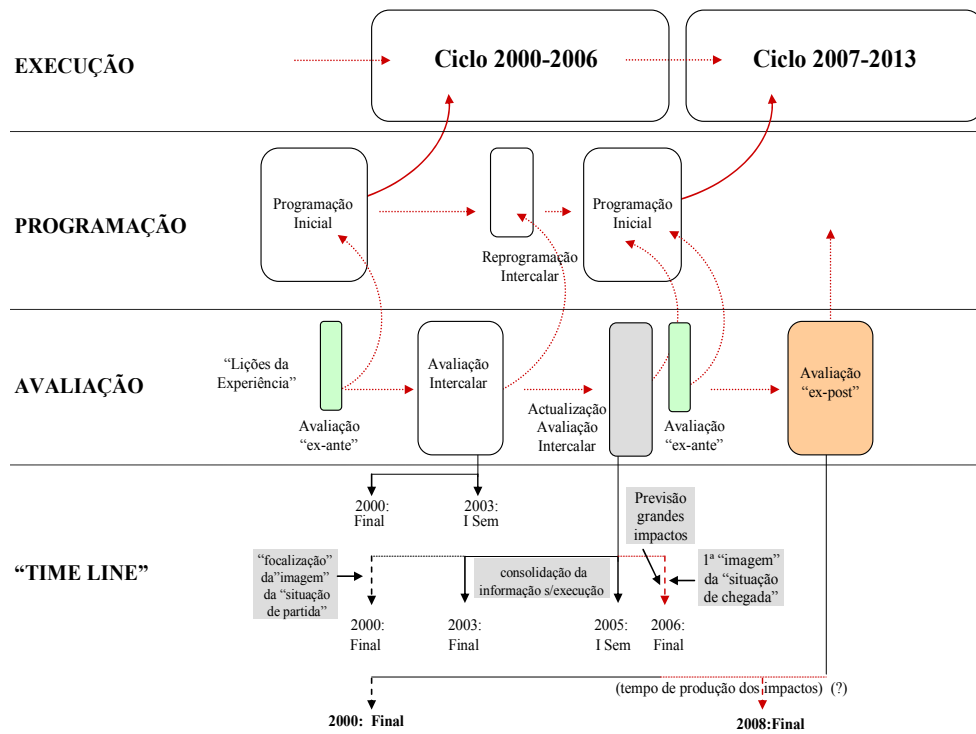 EXECUÇÃO
Ciclo 2000-2006
Ciclo 2007-2013
PROGRAMAÇÃO
Programação
Inicial
Reprogramação
Intercalar
Programação
Inicial
AVALIAÇÃO
“Lições da
Experiência”
Avaliação
“ex-ante”
Avaliação
Intercalar
Actualização
Avaliação
Intercalar
Avaliação
“ex-ante”
Avaliação
“ex-post”
“TIME LINE”
2000:
Final
2003:
I Sem
Previsão
grandes
impactos
“focalização”
da”imagem”
da “situação
de partida”
consolidação da
informação s/execução
1ª “imagem”
da “situação
de chegada”
2000:
Final
2003:
Final
2005:
I Sem
2006:
Final
(tempo de produção dos impactos) (?)
2000: Final
2008:Final